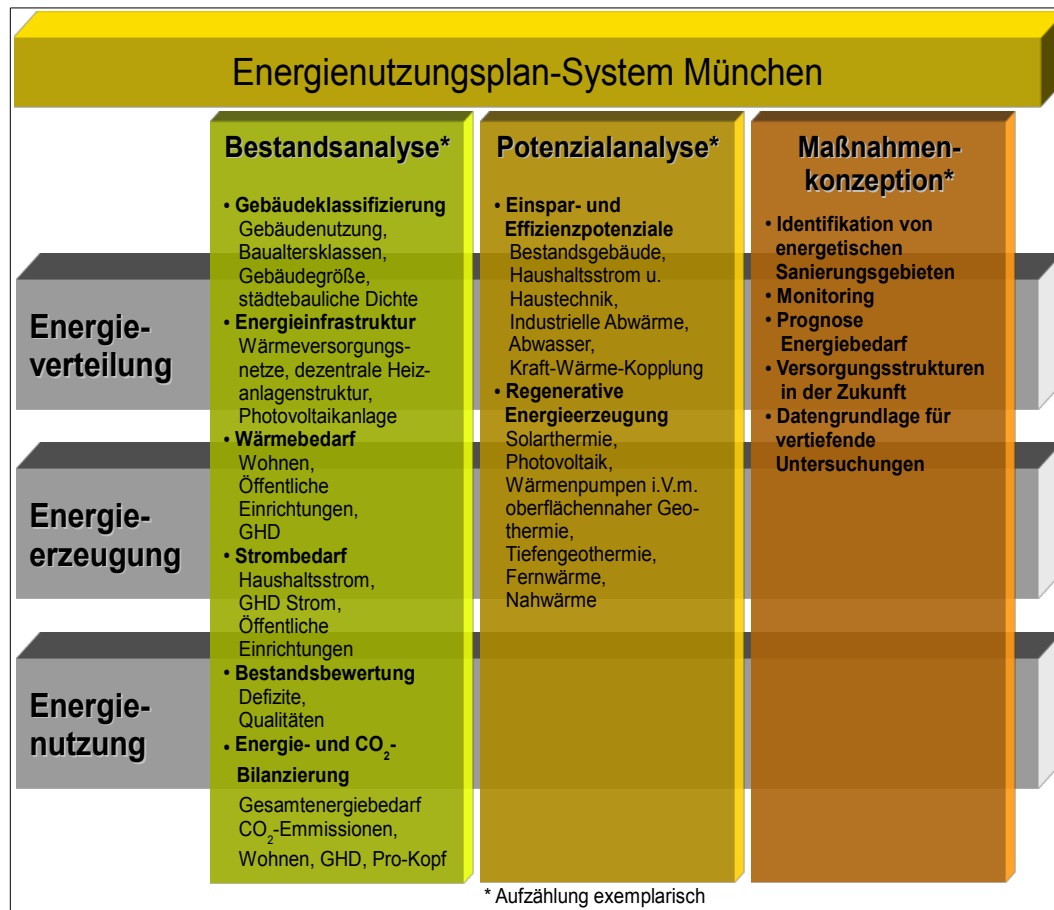 Energienutzungsplan-System München
Energie-
verteilung
Energie-
erzeugung
Energie-
nutzung
Bestandsanalyse*
• Gebäudeklassifizierung
Gebäudenutzung,
Baualtersklassen,
Gebäudegröße,
städtebauliche Dichte
• Energieinfrastruktur
Wärmeversorgungs-
netze, dezentrale Heiz-
anlagenstruktur,
Photovoltaikanlage
• Wärmebedarf
Wohnen,
Öffentliche
Einrichtungen,
GHD
• Strombedarf
Haushaltsstrom,
GHD Strom,
Öffentliche
Einrichtungen
• Bestandsbewertung
Defizite,
Qualitäten
• Energie- und CO₂-
Bilanzierung
Gesamtenergiebedarf
CO₂-Emmissionen,
Wohnen, GHD, Pro-Kopf
Potenzialanalyse*
• Einspar- und
Effizienzpotenziale
Bestandsgebäude,
Haushaltsstrom u.
Haustechnik,
Industrielle Abwärme,
Abwasser,
Kraft-Wärme-Kopplung
• Regenerative
Energieerzeugung
Solarthermie,
Photovoltaik,
Wärmenpumpen i.V.m.
oberflächennaher Geo-
thermie,
Tiefengeothermie,
Fernwärme,
Nahwärme
Maßnahmen-
konzeption*
• Identifikation von
energetischen
Sanierungsgebieten
• Monitoring
• Prognose
Energiebedarf
• Versorgungsstrukturen
in der Zukunft
• Datengrundlage für
vertiefende
Untersuchungen
* Aufzählung exemplarisch